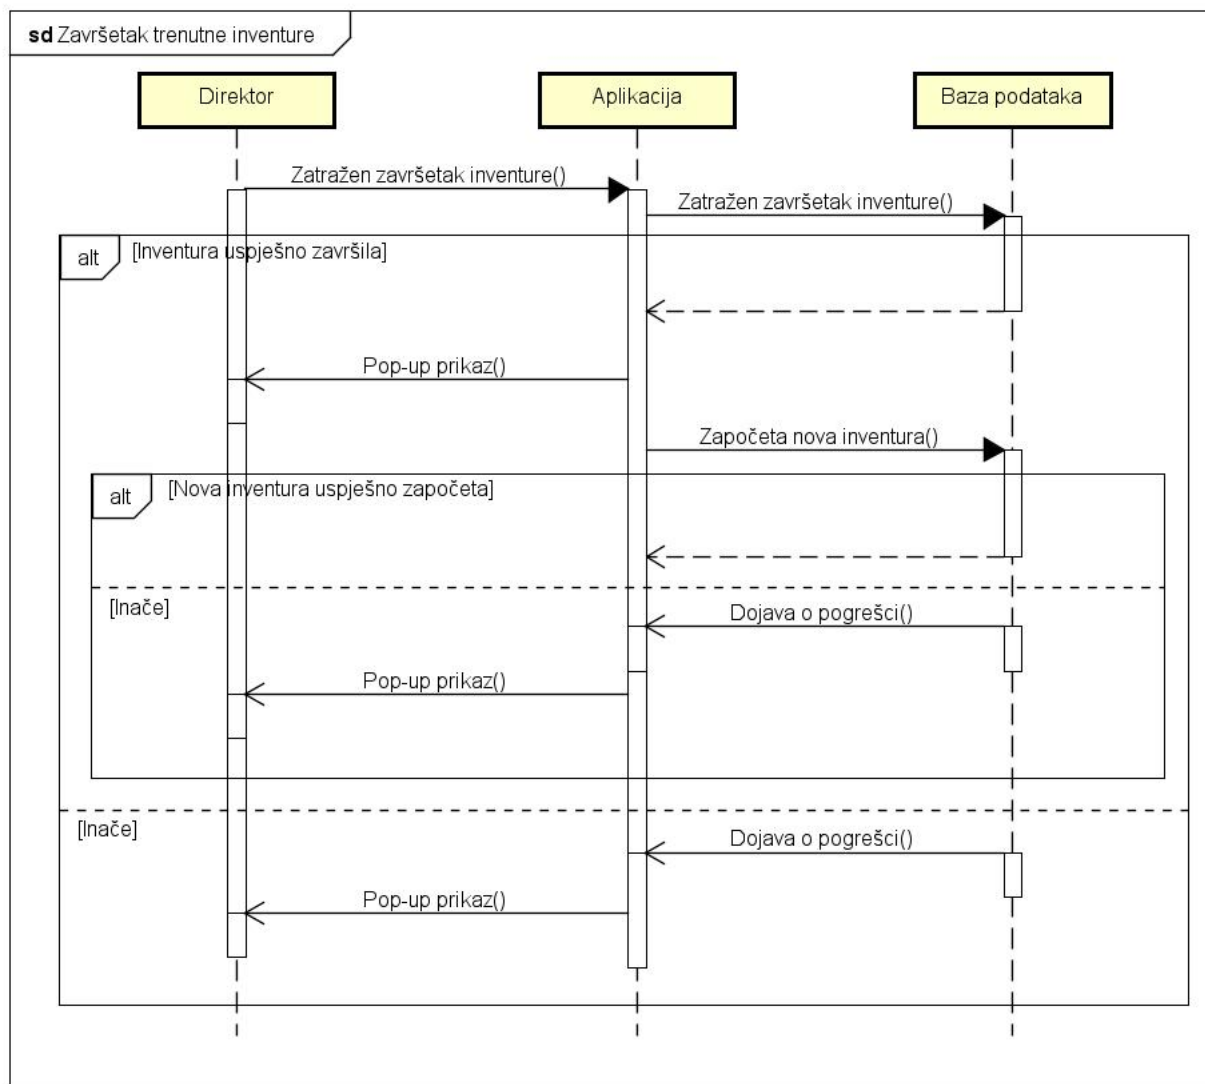 sd Završetak trenutne inventure
Direktor
Aplikacija
Baza podataka
Zatražen završetak inventure()
Zatražen završetak inventure()
alt
[Inventura uspješno završila]
Pop-up prikaz()
Započeta nova inventura()
alt
[Nova inventura uspješno započeta]
[Inače]
Dojava o pogrešci()
Pop-up prikaz()
[Inače]
Dojava o pogrešci()
Pop-up prikaz()